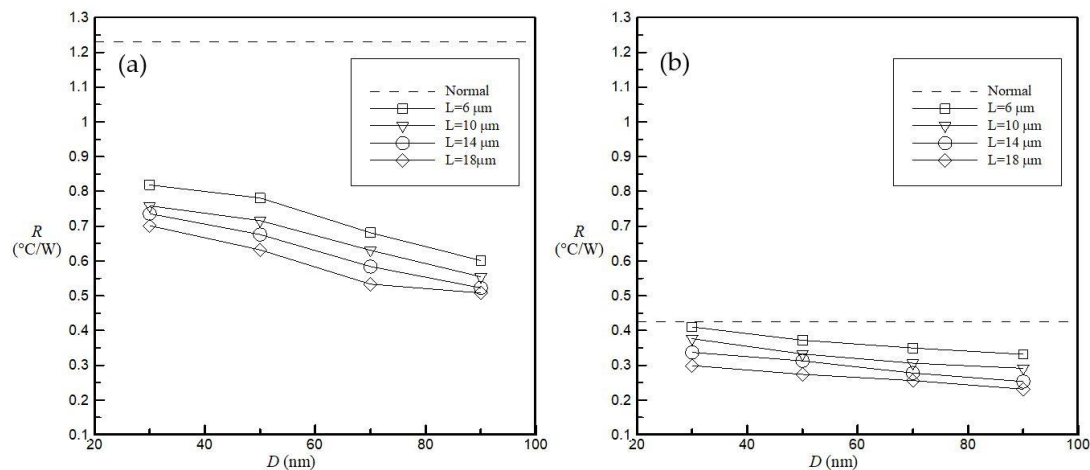 1.3
1.2
1.1
1
0.9
0.8
0.7
0.6
0.5
0.4
0.3
0.2
0.1
R
(°C/W)
(a)
Normal
L=6 μm
L=10 μm
L=14 μm
L=18μm
20
40
60
80
100
D (nm)
1.3
1.2
1.1
1
0.9
0.8
0.7
0.6
0.5
0.4
0.3
0.2
0.1
R
(°C/W)
(b)
Normal
L=6 μm
L=10 μm
L=14 μm
L=18 μm
20
40
60
80
100
D (nm)